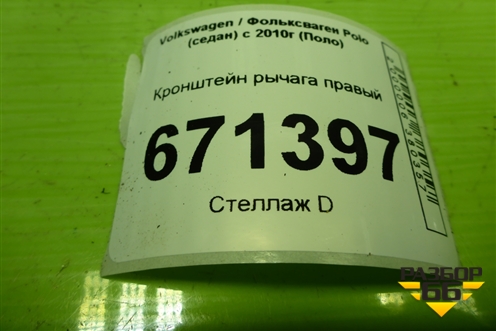 Volkswagen / Фольксваген Polo
(седан) с 2010г (Поло)
Кронштейн рычага правый
671397
Стеллаж D
РАЗБОР
66